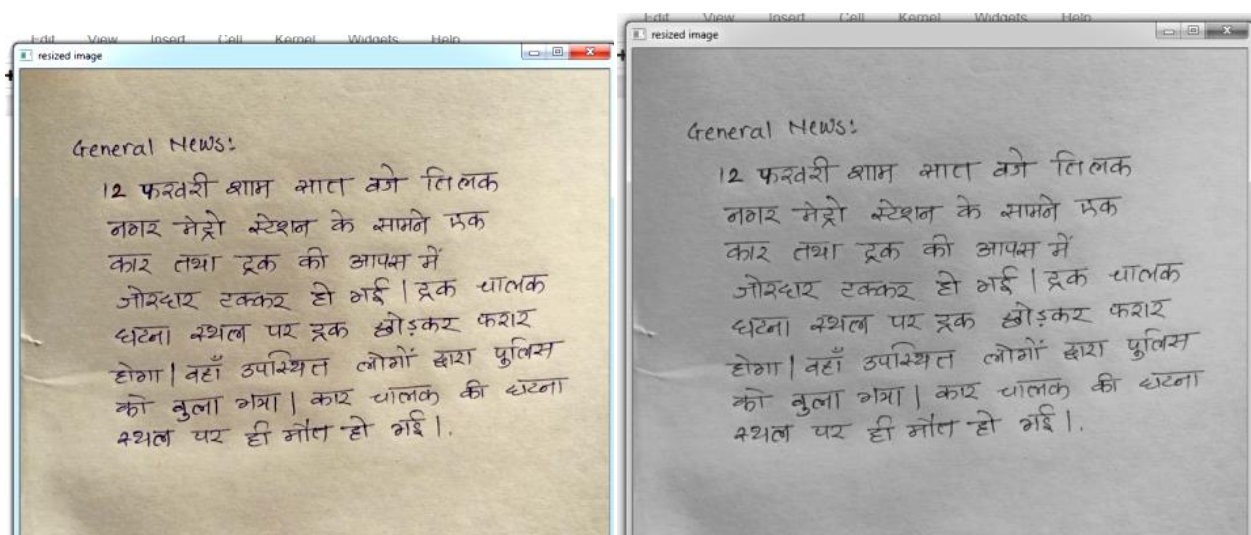 Edit View Insert Cell Kernel Widgets Help
resized image
General News:
12 फरवरी शाम सात बजे तिलक
नगर मेट्रो स्टेशन के सामने एक
कार तथा ट्रक की आपस में
जोरदार टक्कर हो गई | ट्रक चालक
घटना स्थल पर ट्रक छोड़कर फरार
होगा | वहाँ उपस्थित लोगों द्वारा पुलिस
को बुला गया | कार चालक की घटना
स्थल पर ही मौत हो गई |.
Edit View Insert Cell Kernel Widgets Help
resized image
General News:
12 फरवरी शाम सात बजे तिलक
नगर मेट्रो स्टेशन के सामने एक
कार तथा ट्रक की आपस में
जोरदार टक्कर हो गई | ट्रक चालक
घटना स्थल पर ट्रक छोड़कर फरार
होगा | वहाँ उपस्थित लोगों द्वारा पुलिस
को बुला गया | कार चालक की घटना
स्थल पर ही मौत हो गई |.